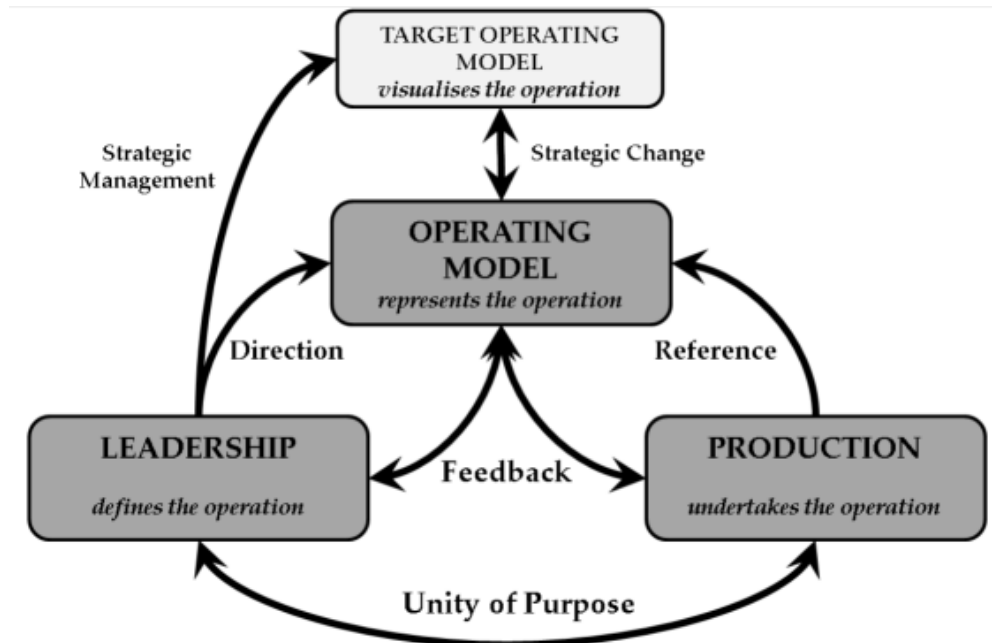 TARGET OPERATING
MODEL
visualises the operation
Strategic
Management
Strategic Change
OPERATING
MODEL
represents the operation
Direction
Reference
LEADERSHIP
defines the operation
Feedback
PRODUCTION
undertakes the operation
Unity of Purpose